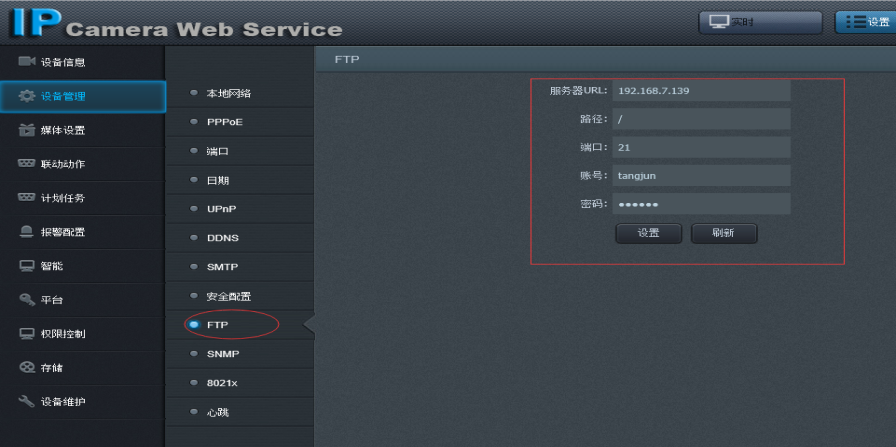 IP Camera Web Service
实时
设置
设备信息
设备管理
媒体设置
联动动作
计划任务
报警配置
智能
平台
权限控制
存储
设备维护
本地网络
PPPoE
端口
日期
UPnP
DDNS
SMTP
安全配置
FTP
SNMP
8021x
心跳
FTP
服务器URL: 192.168.7.139
路径: /
端口: 21
账号: tangjun
密码: ●●●●●●
设置 刷新